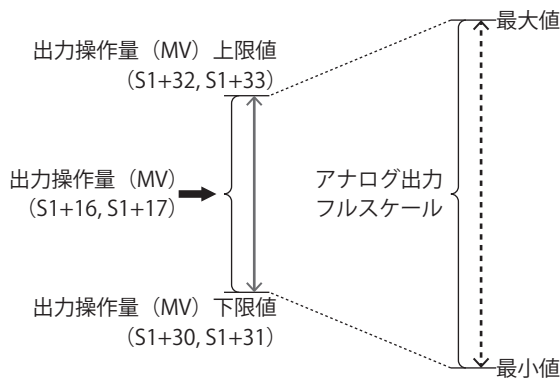 最大値
出力操作量（MV）上限値
（S1+32, S1+33）
出力操作量（MV）
（S1+16, S1+17）
アナログ出力
フルスケール
出力操作量（MV）下限値
（S1+30, S1+31）
最小値